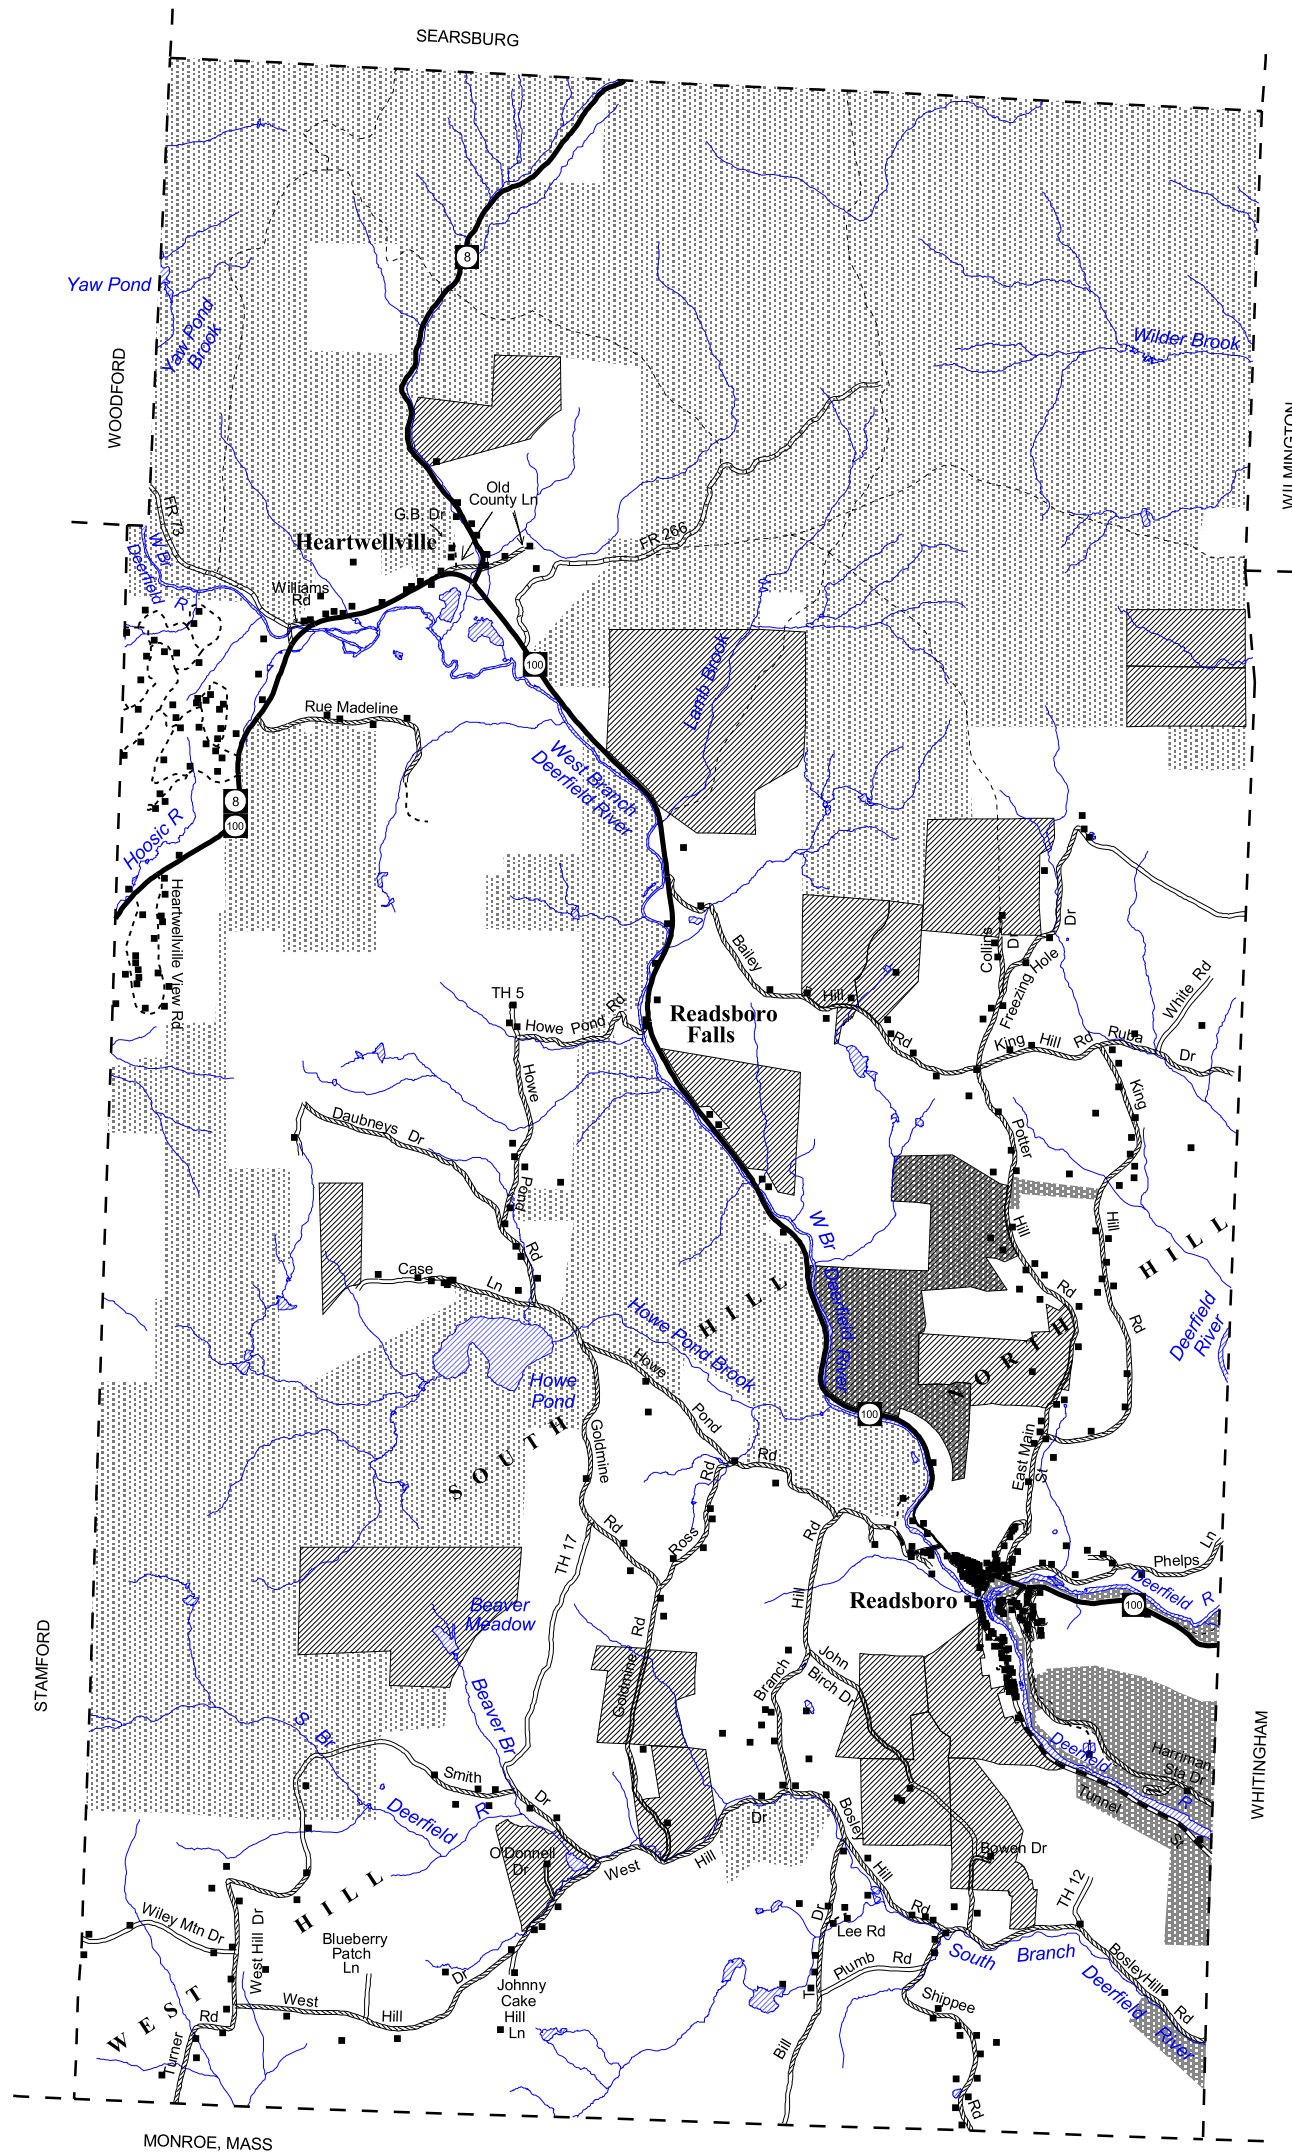 SEARSBURG
8
Yaw Pond
Yaw Pond
Brook
WOODFORD
Wilder Brook
WILMINGTON
Old
County Ln
G.B. Dr
FR 73
FR 266
Heartwellville
W Br
Deerfield
R
Williams
Rd
100
Lamb Brook
Rue Madeline
West Branch
Deerfield River
8
100
Hoosic R
Heartwellville View Rd
Bailey
Hill
Rd
Collins
Dr
Freezing Hole
Dr
White Rd
TH 5
Howe Pond Rd
Readsboro
Falls
King Hill Rd
Ruba
Dr
Howe
Pond
Rd
Daubneys Dr
King
Hill
Rd
Potter
Hill
Rd
W Br
Deerfield River
NORTH HILL
Case
Ln
Howe Pond Brook
SOUTH HILL
Deerfield
River
Howe
Pond
Howe
Pond
Rd
100
Goldmine
Rd
East Main
St
Ross
Rd
TH 17
Hill
Rd
Phelps
Ln
Deerfield
R
100
Readsboro
Beaver
Meadow
STAMFORD
Goldmine
Rd
John
Birch Dr
Branch
Beaver Br
S. Br
Deerfield
R
Deerfield
R
Harriman
Sta Dr
Tunnel
St
WHITINGHAM
Smith
Dr
Dr
Bosley
Hill
Rd
O'Donnell
Dr
West
Hill
Bowen Dr
TH 12
Wiley Mtn Dr
West Hill Dr
WEST HILL
Blueberry
Patch
Ln
Dr
Lee Rd
Plumb
Rd
South
Branch
Deerfield
River
Bosley Hill
Rd
Johnny
Cake
Hill
Ln
West
Hill
Dr
Shippee
Rd
Bill
T
Turner
Rd
MONROE, MASS